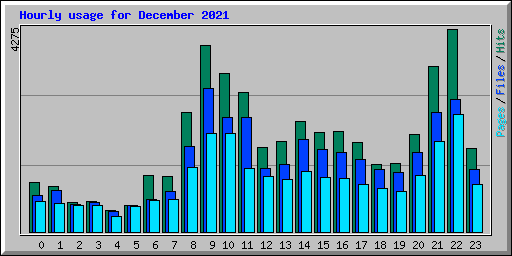 Hourly usage for December 2021
4275
Pages/Files/Hits
0 1 2 3 4 5 6 7 8 9 10 11 12 13 14 15 16 17 18 19 20 21 22 23